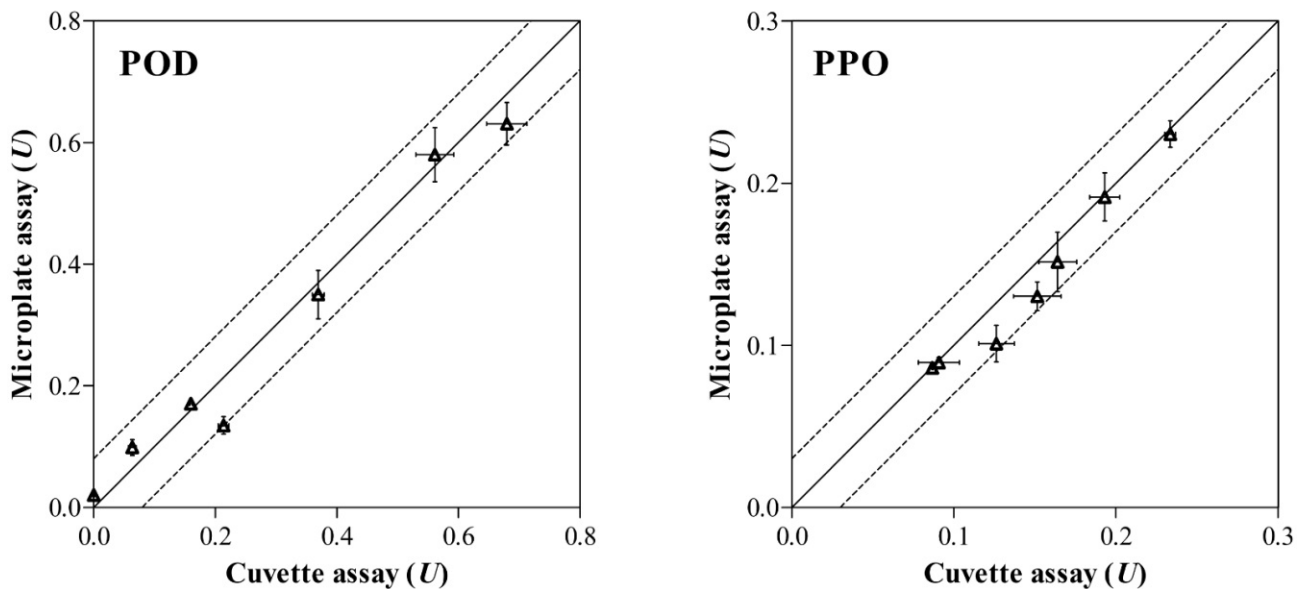 POD
Microplate assay (U)
0.8
0.6
0.4
0.2
0.0
0.0 0.2 0.4 0.6 0.8
Cuvette assay (U)
PPO
Microplate assay (U)
0.3
0.2
0.1
0.0
0.0 0.1 0.2 0.3
Cuvette assay (U)